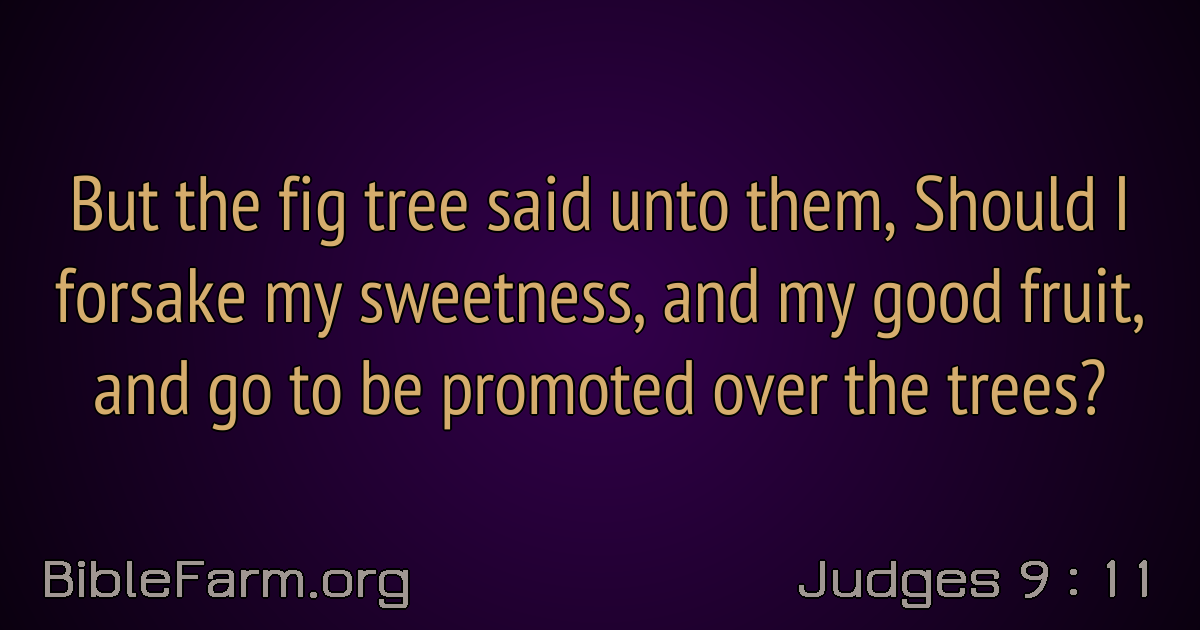 But the fig tree said unto them, Should I
forsake my sweetness, and my good fruit,
and go to be promoted over the trees?
BibleFarm.org
Judges 9 : 11